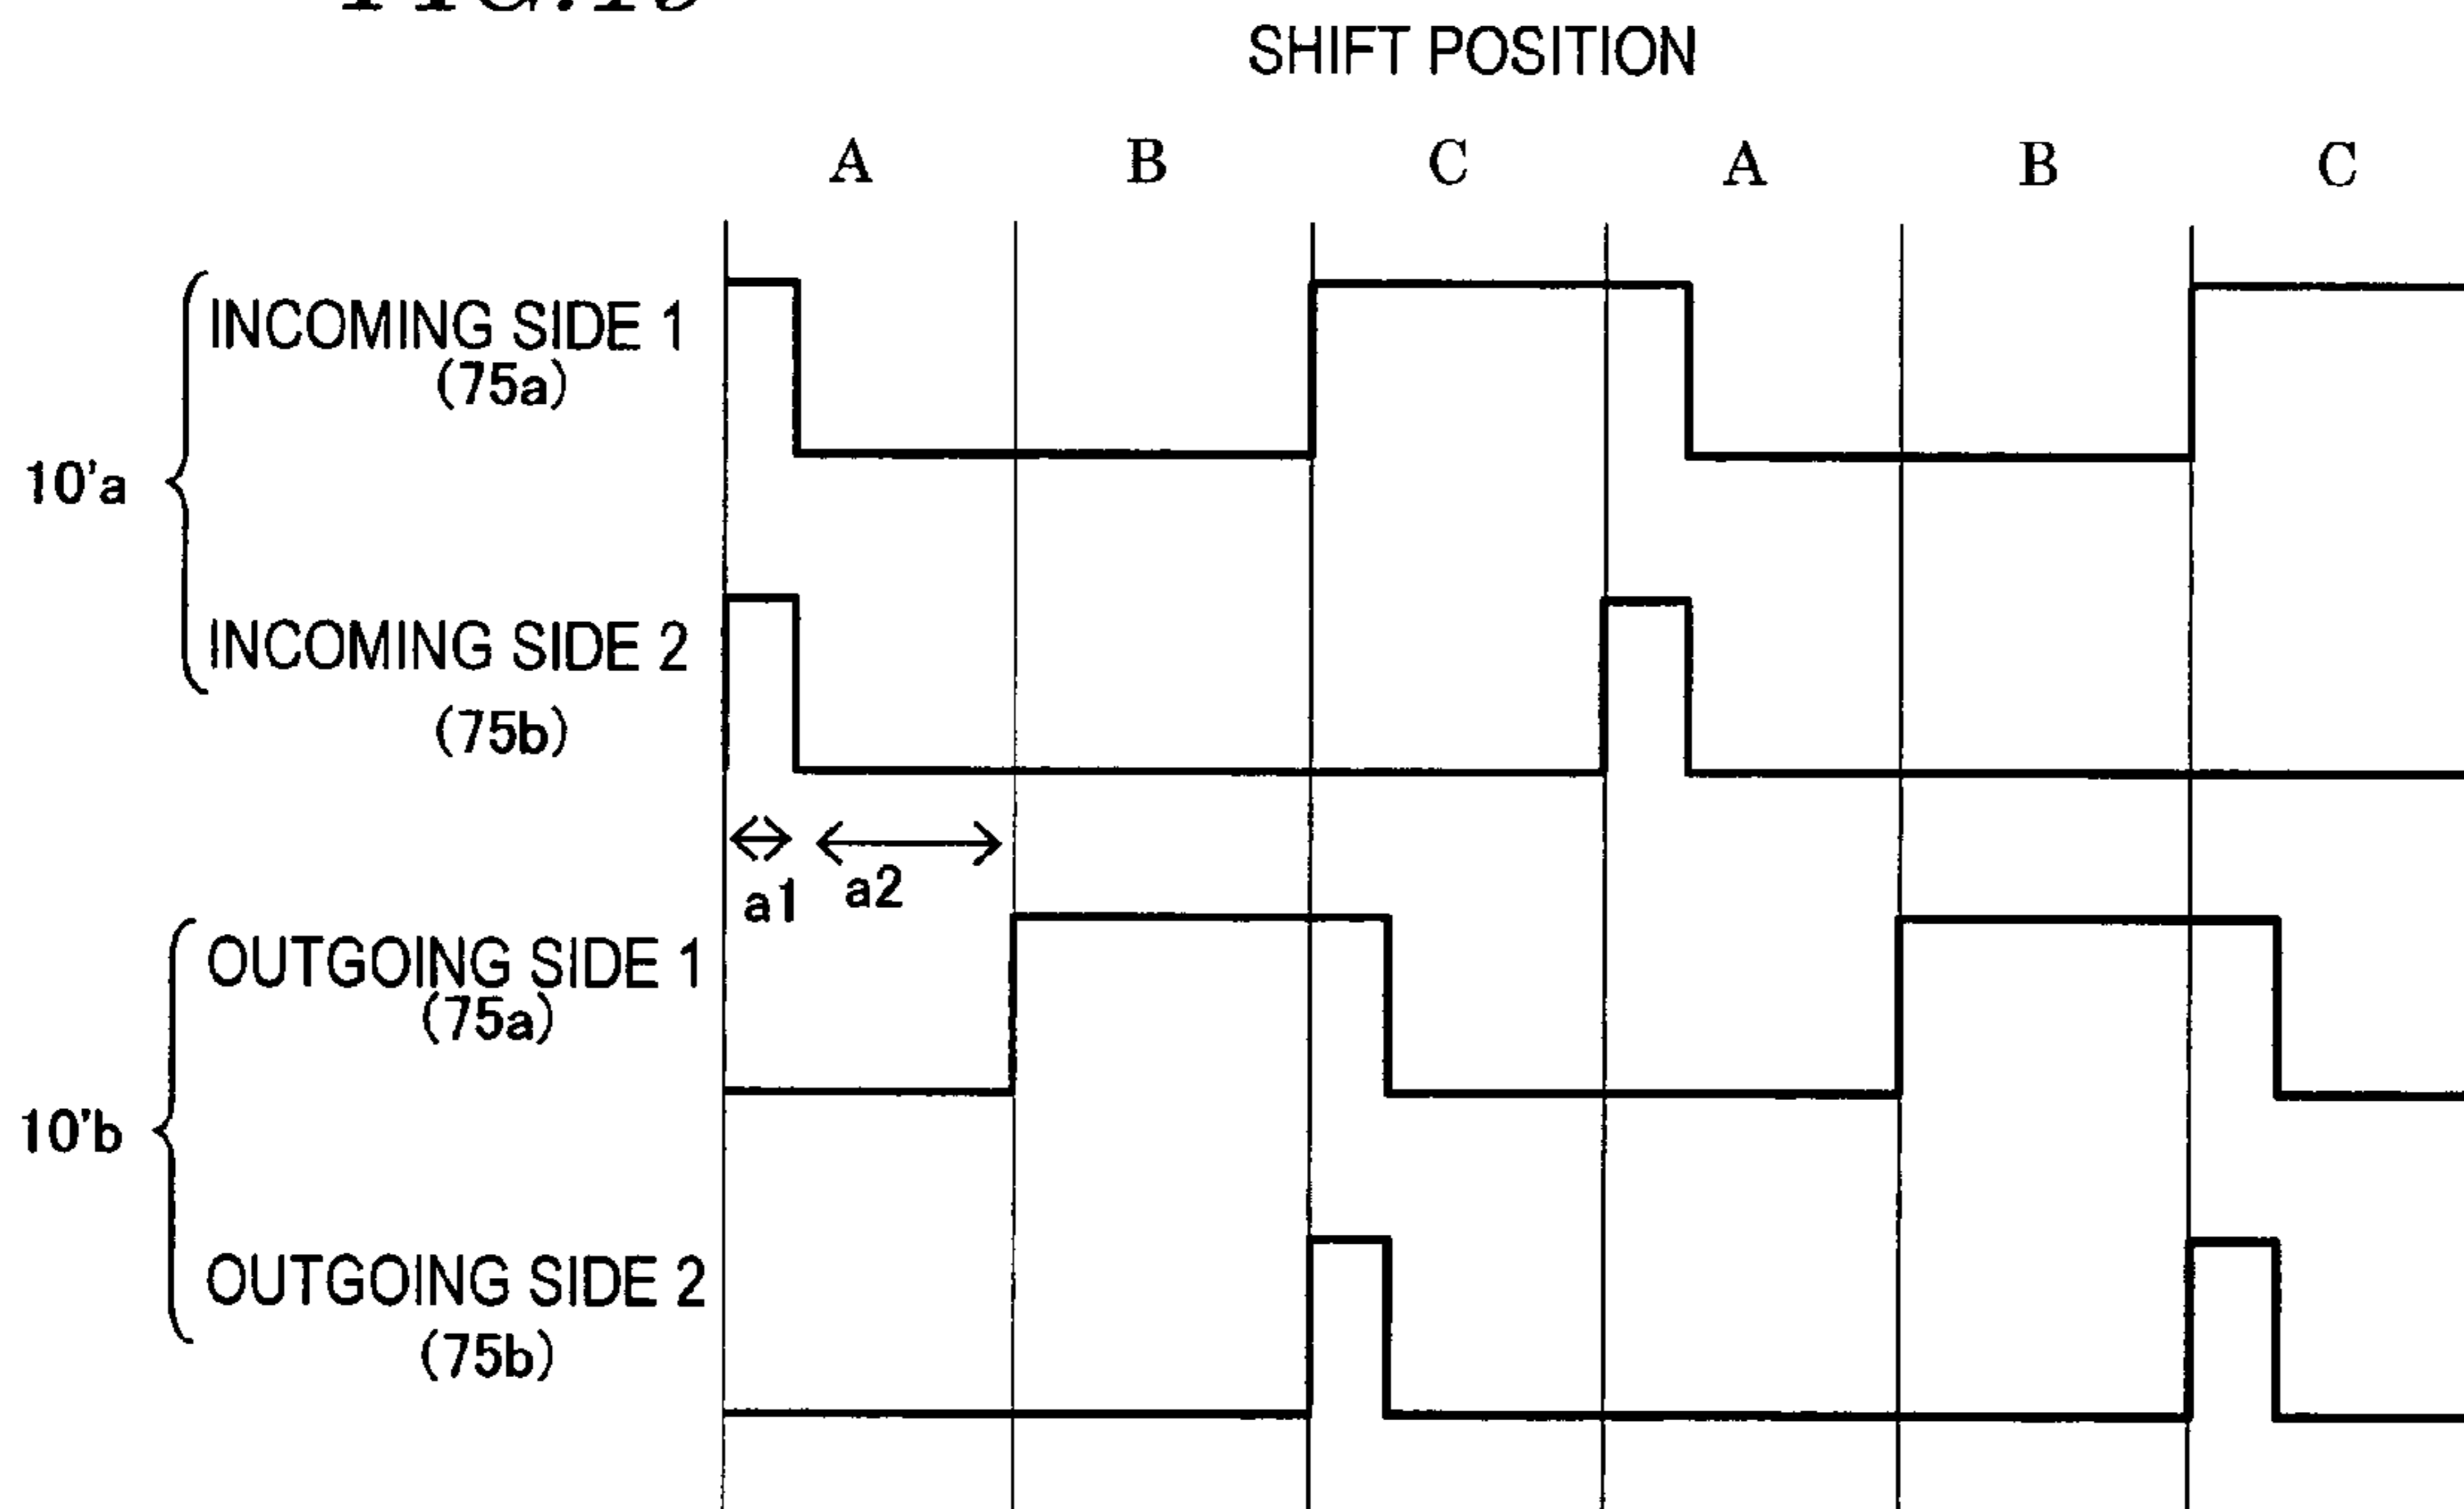 SHIFT POSITION
A B C A B C
INCOMING SIDE 1
(75a)
10'a
INCOMING SIDE 2
(75b)
a1 a2
OUTGOING SIDE 1
(75a)
10'b
OUTGOING SIDE 2
(75b)